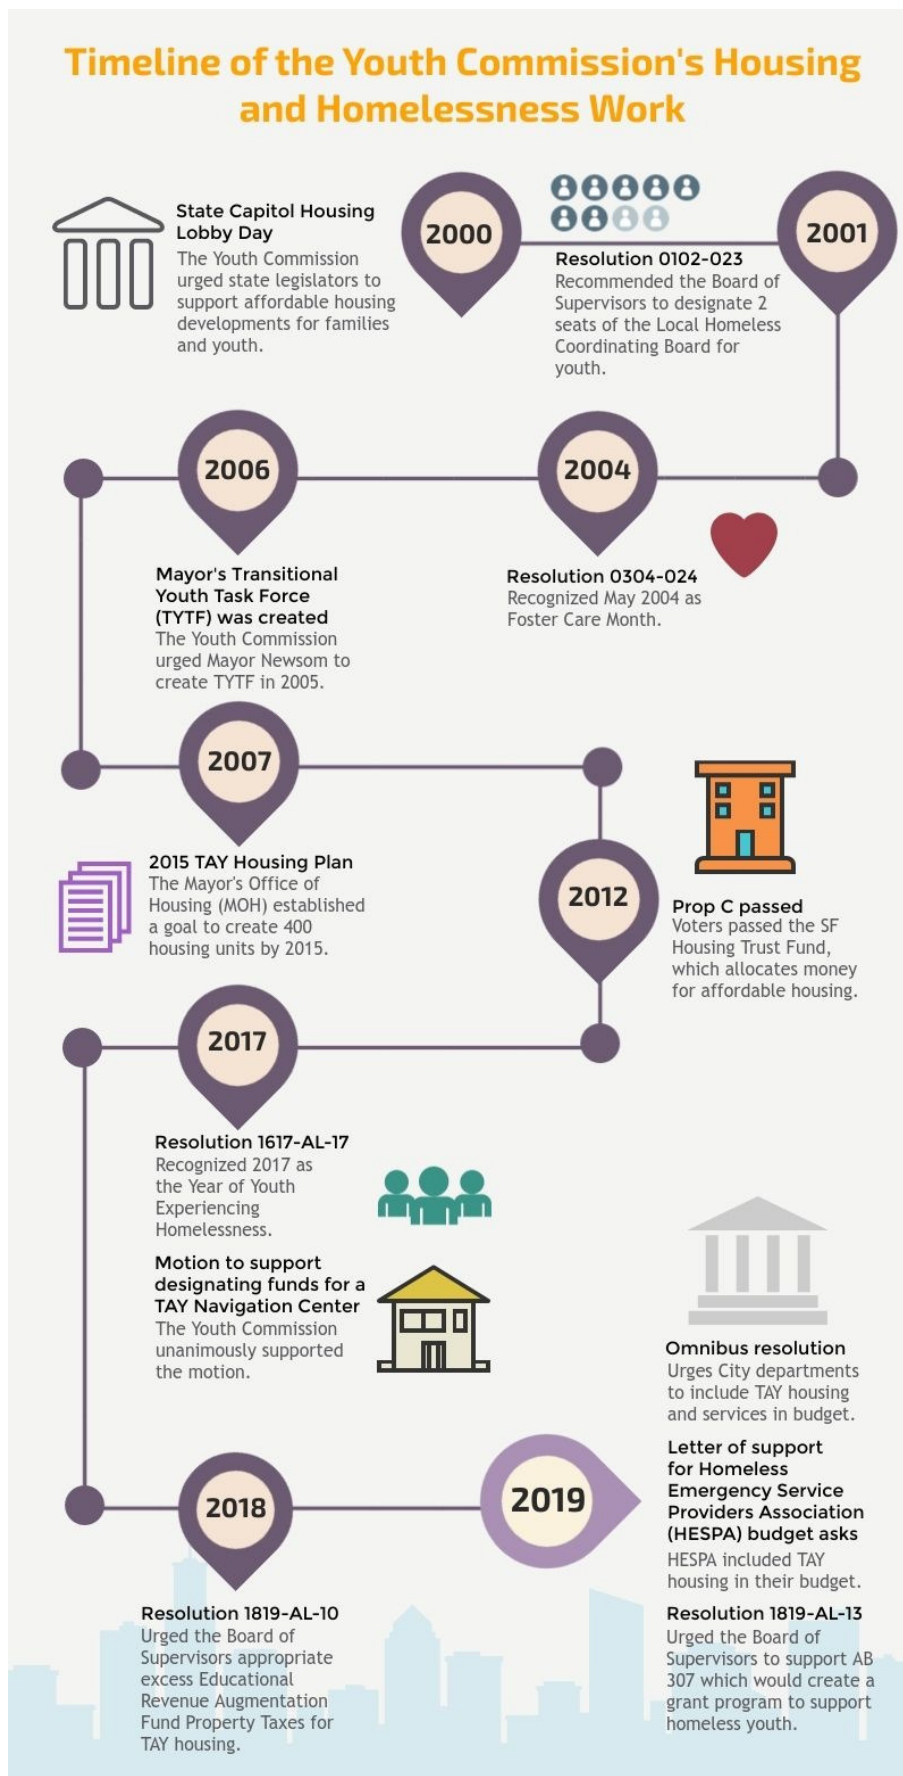 Timeline of the Youth Commission's Housing
and Homelessness Work
State Capitol Housing
Lobby Day
The Youth Commission
urged state legislators to
support affordable housing
developments for families
and youth.
2000
2001
Resolution 0102-023
Recommended the Board of
Supervisors to designate 2
seats of the Local Homeless
Coordinating Board for
youth.
2004
Resolution 0304-024
Recognized May 2004 as
Foster Care Month.
2006
Mayor's Transitional
Youth Task Force
(TYTF) was created
The Youth Commission
urged Mayor Newsom to
create TYTF in 2005.
2007
2015 TAY Housing Plan
The Mayor's Office of
Housing (MOH) established
a goal to create 400
housing units by 2015.
2012
Prop C passed
Voters passed the SF
Housing Trust Fund,
which allocates money
for affordable housing.
2017
Resolution 1617-AL-17
Recognized 2017 as
the Year of Youth
Experiencing
Homelessness.
Motion to support
designating funds for a
TAY Navigation Center
The Youth Commission
unanimously supported
the motion.
2018
Resolution 1819-AL-10
Urged the Board of
Supervisors appropriate
excess Educational
Revenue Augmentation
Fund Property Taxes for
TAY housing.
2019
Omnibus resolution
Urges City departments
to include TAY housing
and services in budget.
Letter of support
for Homeless
Emergency Service
Providers Association
(HESPA) budget asks
HESPA included TAY
housing in their budget.
Resolution 1819-AL-13
Urged the Board of
Supervisors to support AB
307 which would create a
grant program to support
homeless youth.